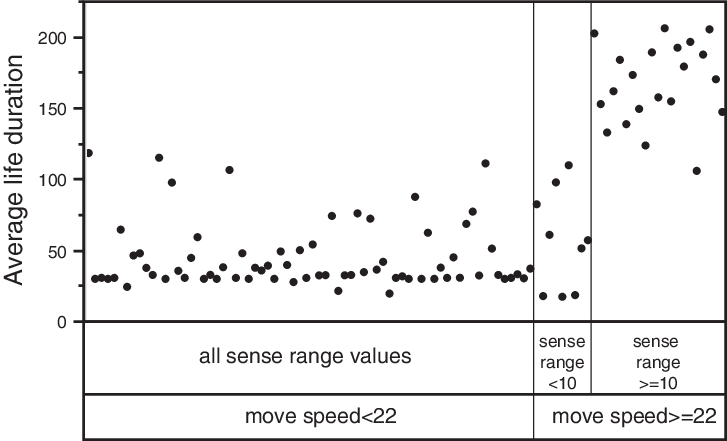 Average life duration
200
150
100
50
0
all sense range values
sense
range
<10
sense
range
>=10
move speed<22
move speed>=22